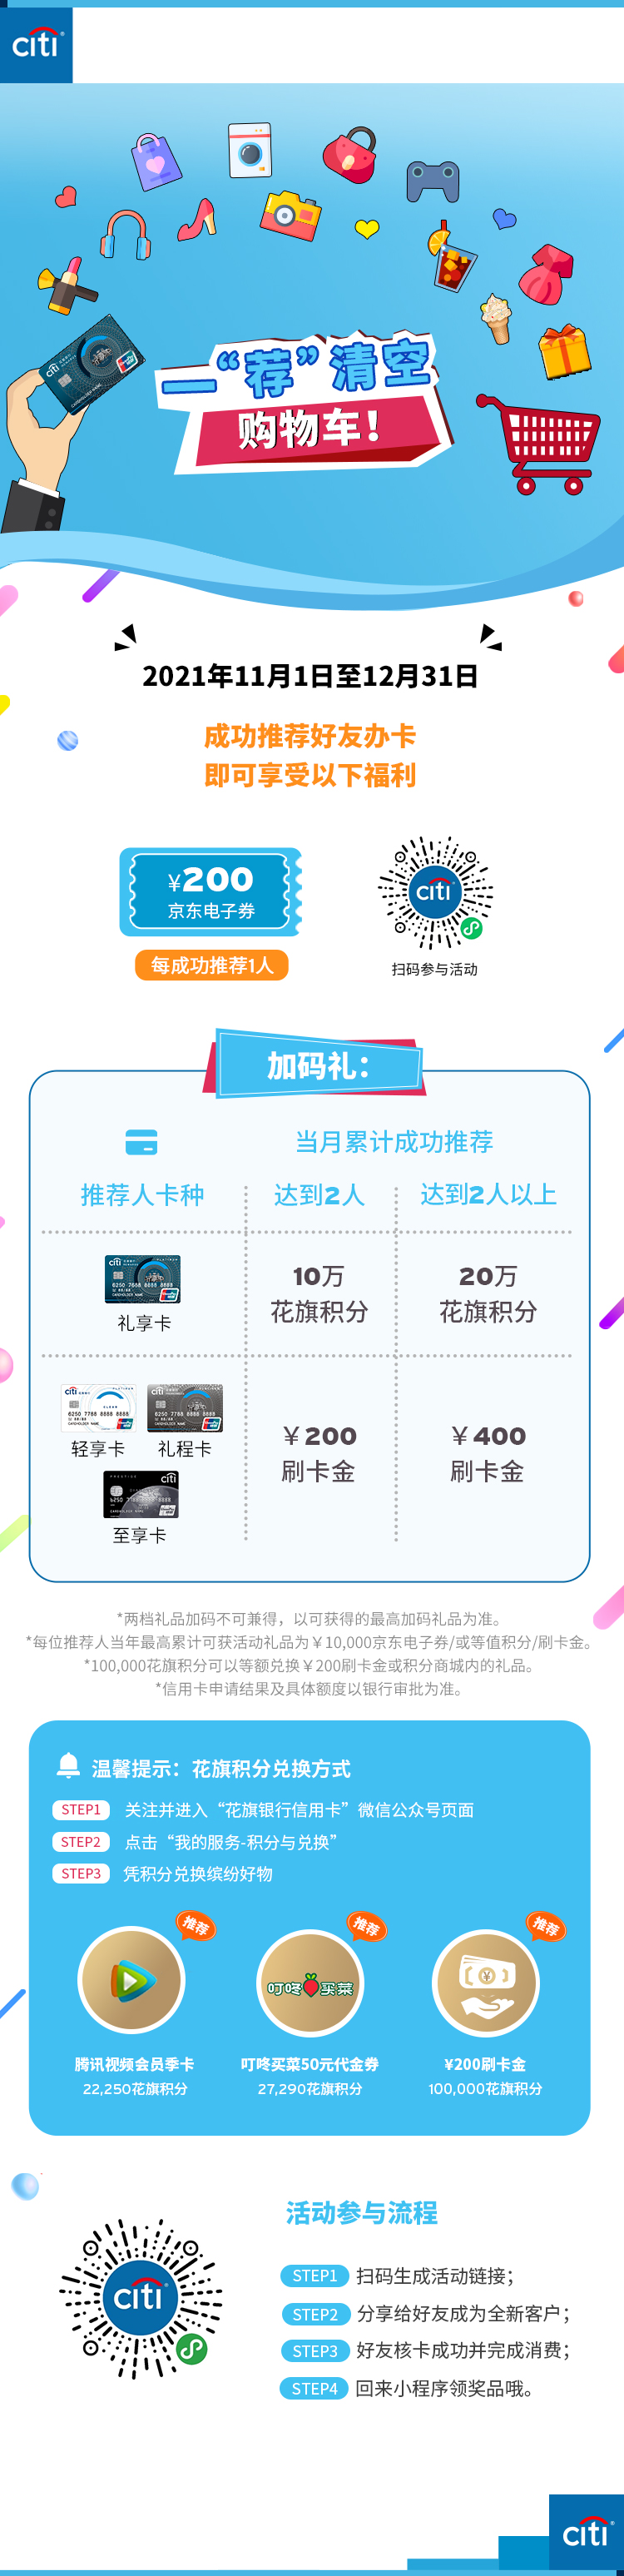 citi
一“荐”清空
购物车！
2021年11月1日至12月31日
成功推荐好友办卡
即可享受以下福利
¥200
京东电子券
每成功推荐1人
citi
扫码参与活动
加码礼：
当月累计成功推荐
推荐人卡种
达到2人
达到2人以上
citi
礼享卡
10万
花旗积分
20万
花旗积分
citi
轻享卡
citi
礼程卡
citi
至享卡
￥200
刷卡金
￥400
刷卡金
*两档礼品加码不可兼得，以可获得的最高加码礼品为准。
*每位推荐人当年最高累计可获活动礼品为￥10,000京东电子券/或等值积分/刷卡金。
*100,000花旗积分可以等额兑换￥200刷卡金或积分商城内的礼品。
*信用卡申请结果及具体额度以银行审批为准。
温馨提示：花旗积分兑换方式
STEP1 关注并进入“花旗银行信用卡”微信公众号页面
STEP2 点击“我的服务-积分与兑换”
STEP3 凭积分兑换缤纷好物
推荐
推荐
推荐
叮咚买菜
腾讯视频会员季卡
22,250花旗积分
叮咚买菜50元代金券
27,290花旗积分
¥200刷卡金
100,000花旗积分
活动参与流程
citi
STEP1 扫码生成活动链接；
STEP2 分享给好友成为全新客户；
STEP3 好友核卡成功并完成消费；
STEP4 回来小程序领奖品哦。
citi